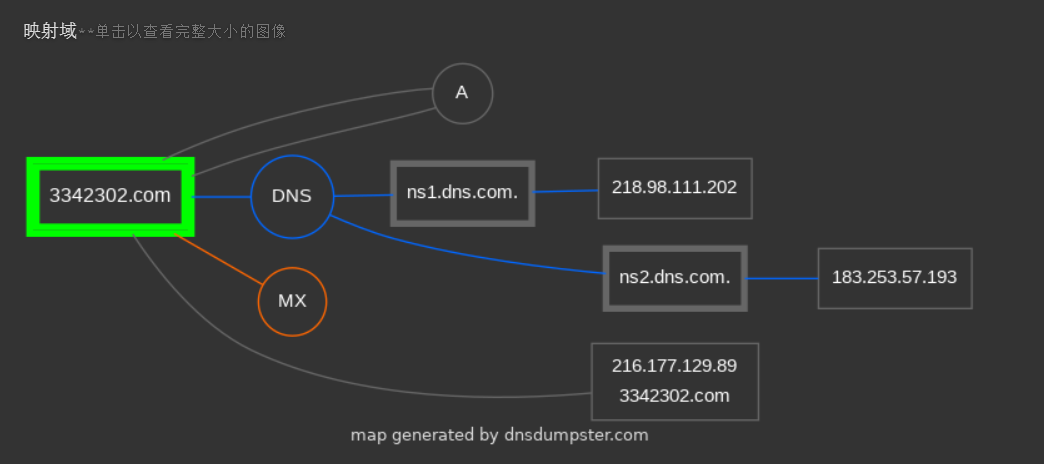 映射域**单击以查看完整大小的图像
A
3342302.com
DNS
ns1.dns.com.
218.98.111.202
ns2.dns.com.
183.253.57.193
MX
216.177.129.89
3342302.com
map generated by dnsdumpster.com